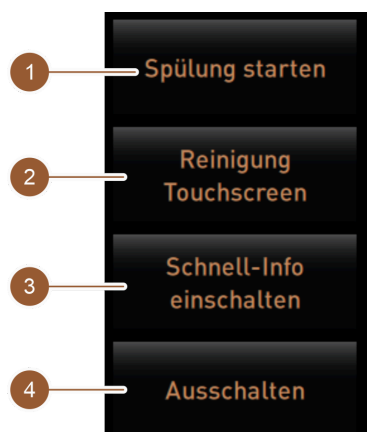 1 Spülung starten
2 Reinigung
Touchscreen
3 Schnell-Info
einschalten
4 Ausschalten